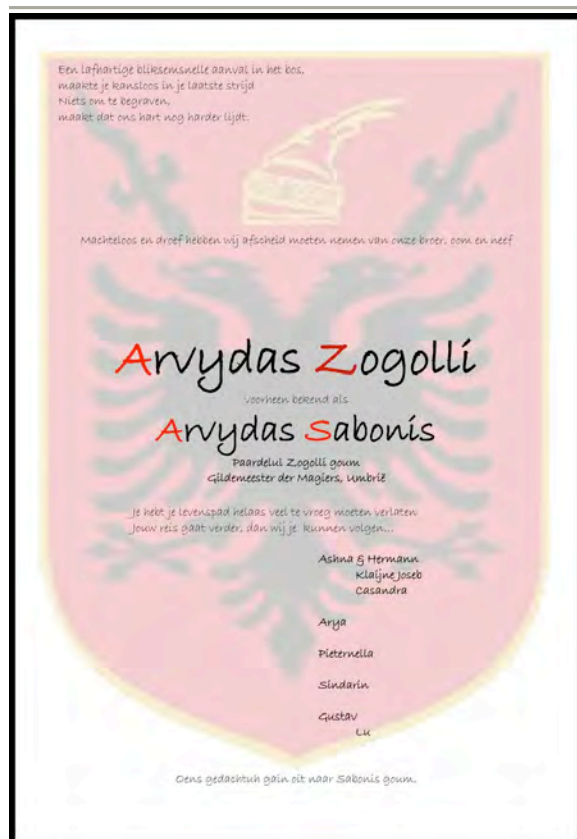 Een lafhartige bliksemsnelle aanval in het bos,
maakte je kansloos in je laatste strijd
Niets om te begraven,
maakt dat ons hart nog harder lijdt.
Machteloos en droef hebben wij afscheid moeten nemen van onze broer, oom en neef
Arvydas Zogolli
voorheen bekend als
Arvydas Sabonis
Paardelul Zogolli goum
Gildemeester der Magiërs, Umbrië
Je hebt je levenspad helaas veel te vroeg moeten verlaten
Jouw reis gaat verder, dan wij je kunnen volgen...
Ashna & Hermann
Klaijne Joseb
Casandra
Arya
Pieternella
Sindarin
Gustav
Lu
Oens gedachtuh gain oit naar Sabonis goum.